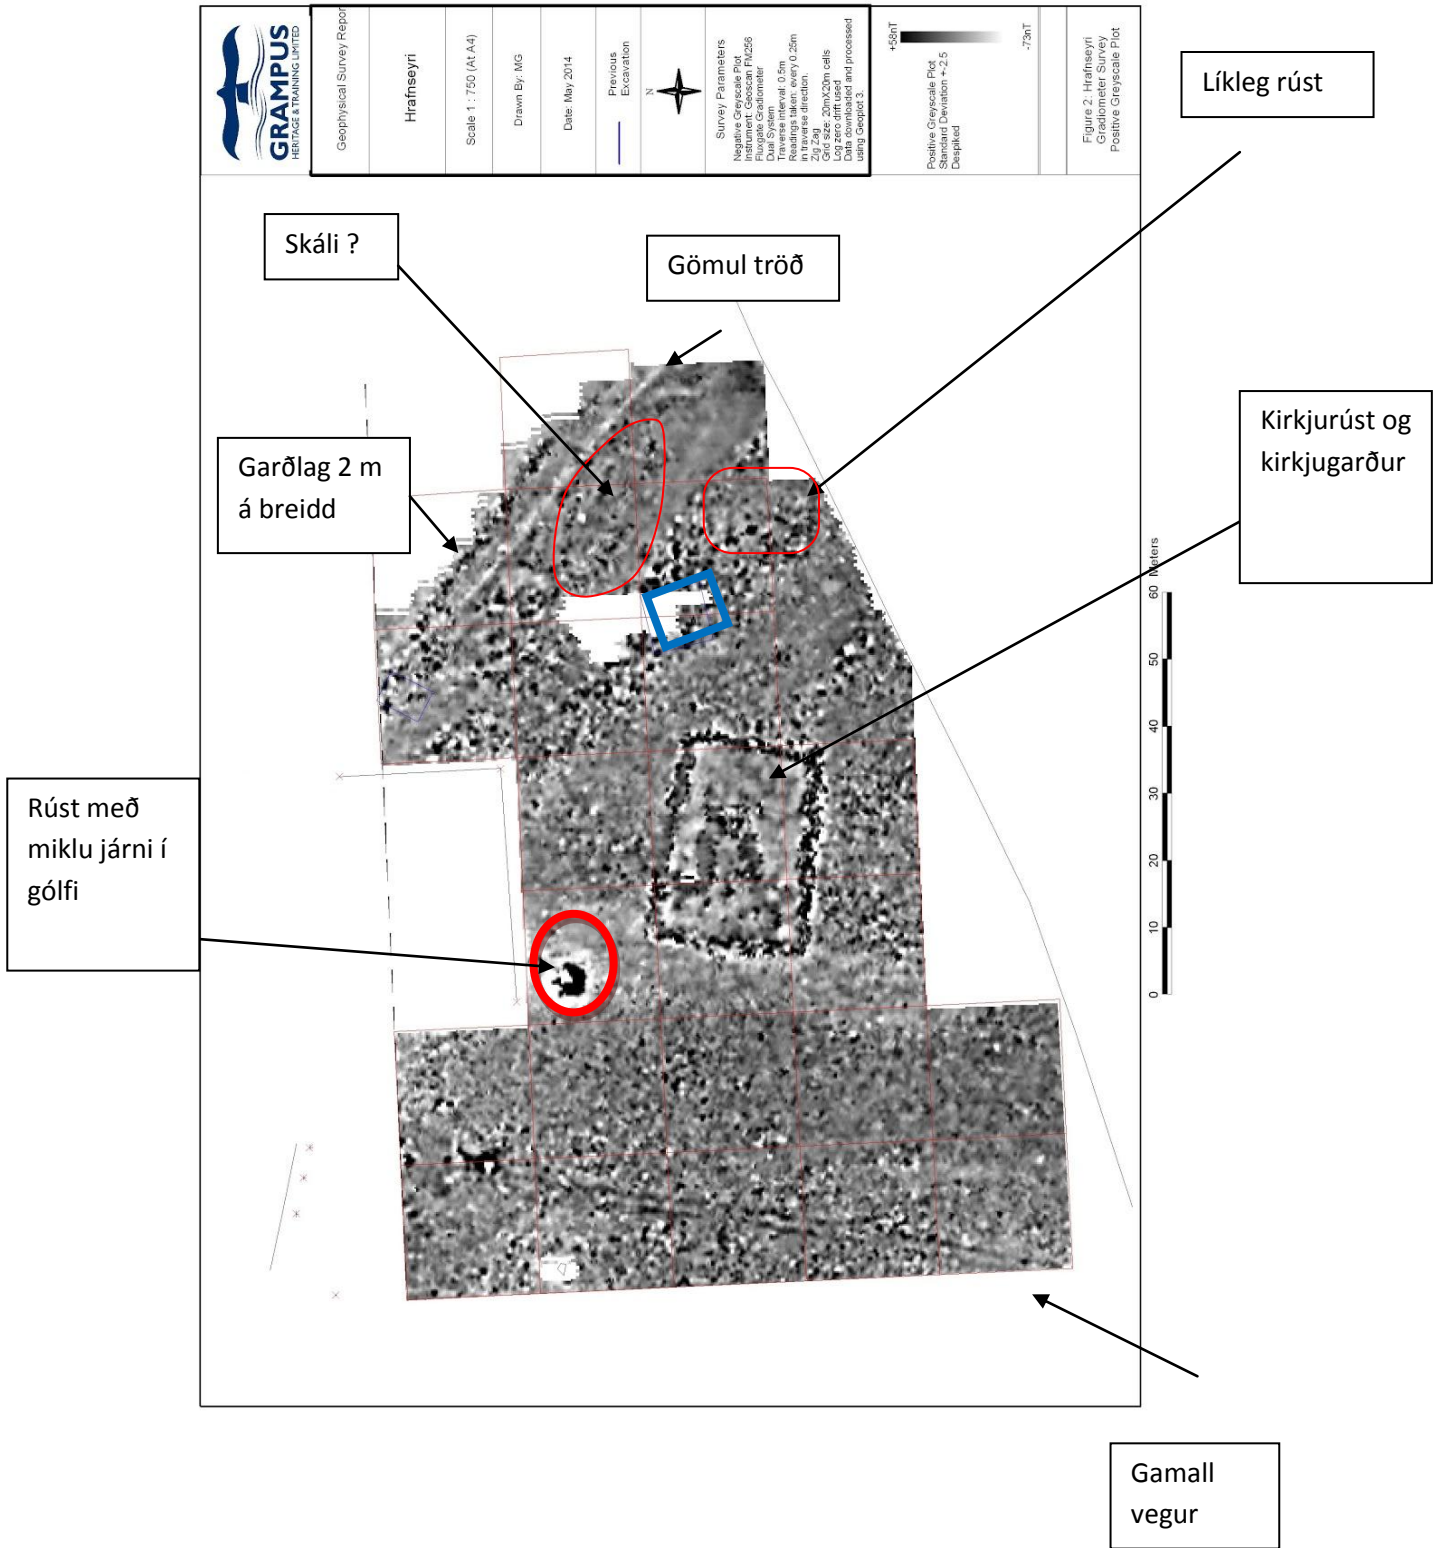 GRAMPUS
HERITAGE & TRAINING LIMITED
Geophysical Survey Repor
Hrafnseyri
Scale 1 : 750 (At A4)
Drawn By: MG
Date: May 2014
Previous
Excavation
N
Survey Parameters
Negative Greyscale Plot
Instrument: Geoscan FM256
Fluxgate Gradiometer
Dual System
Traverse interval: 0.5m
Readings taken: every 0.25m
in traverse direction.
Zig Zag
Grid size: 20mX20m cells
Log zero drift used
Data downloaded and processed
using Geoplot 3.
+58nT
-73nT
Positive Greyscale Plot
Standard Deviation +-2.5
Despiked
Figure 2: Hrafnseyri
Gradiometer Survey
Positive Greyscale Plot
Líkleg rúst
Skáli ?
Gömul tröð
Kirkjurúst og
kirkjugarður
Garðlag 2 m
á breidd
Rúst með
miklu járni í
gólfi
0
10
20
30
40
50
60
Meters
Gamall
vegur